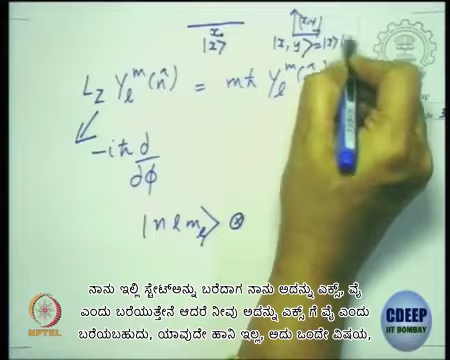 x (x,y)
|x> |x, y> = |x>
L_Z Y_l^m(n̂) = mħ Y_l^m(n̂)
-iħ d/dφ
|n l m_l> ⊗
ನಾನು ಇಲ್ಲಿ ಸ್ಟೇಟ್ಅನ್ನು ಬರೆದಾಗ ನಾನು ಅದನ್ನು ಎಕ್ಸ್, ವೈ
ಎಂದು ಬರೆಯುತ್ತೇನೆ ಆದರೆ ನೀವು ಅದನ್ನು ಎಕ್ಸ್ ಗೆ ವೈ ಎಂದು
ಬರೆಯಬಹುದು, ಯಾವುದೇ ಹಾನಿ ಇಲ್ಲ, ಅದು ಒಂದೇ ವಿಷಯ,
NPTEL
CDEEP
IIT BOMBAY